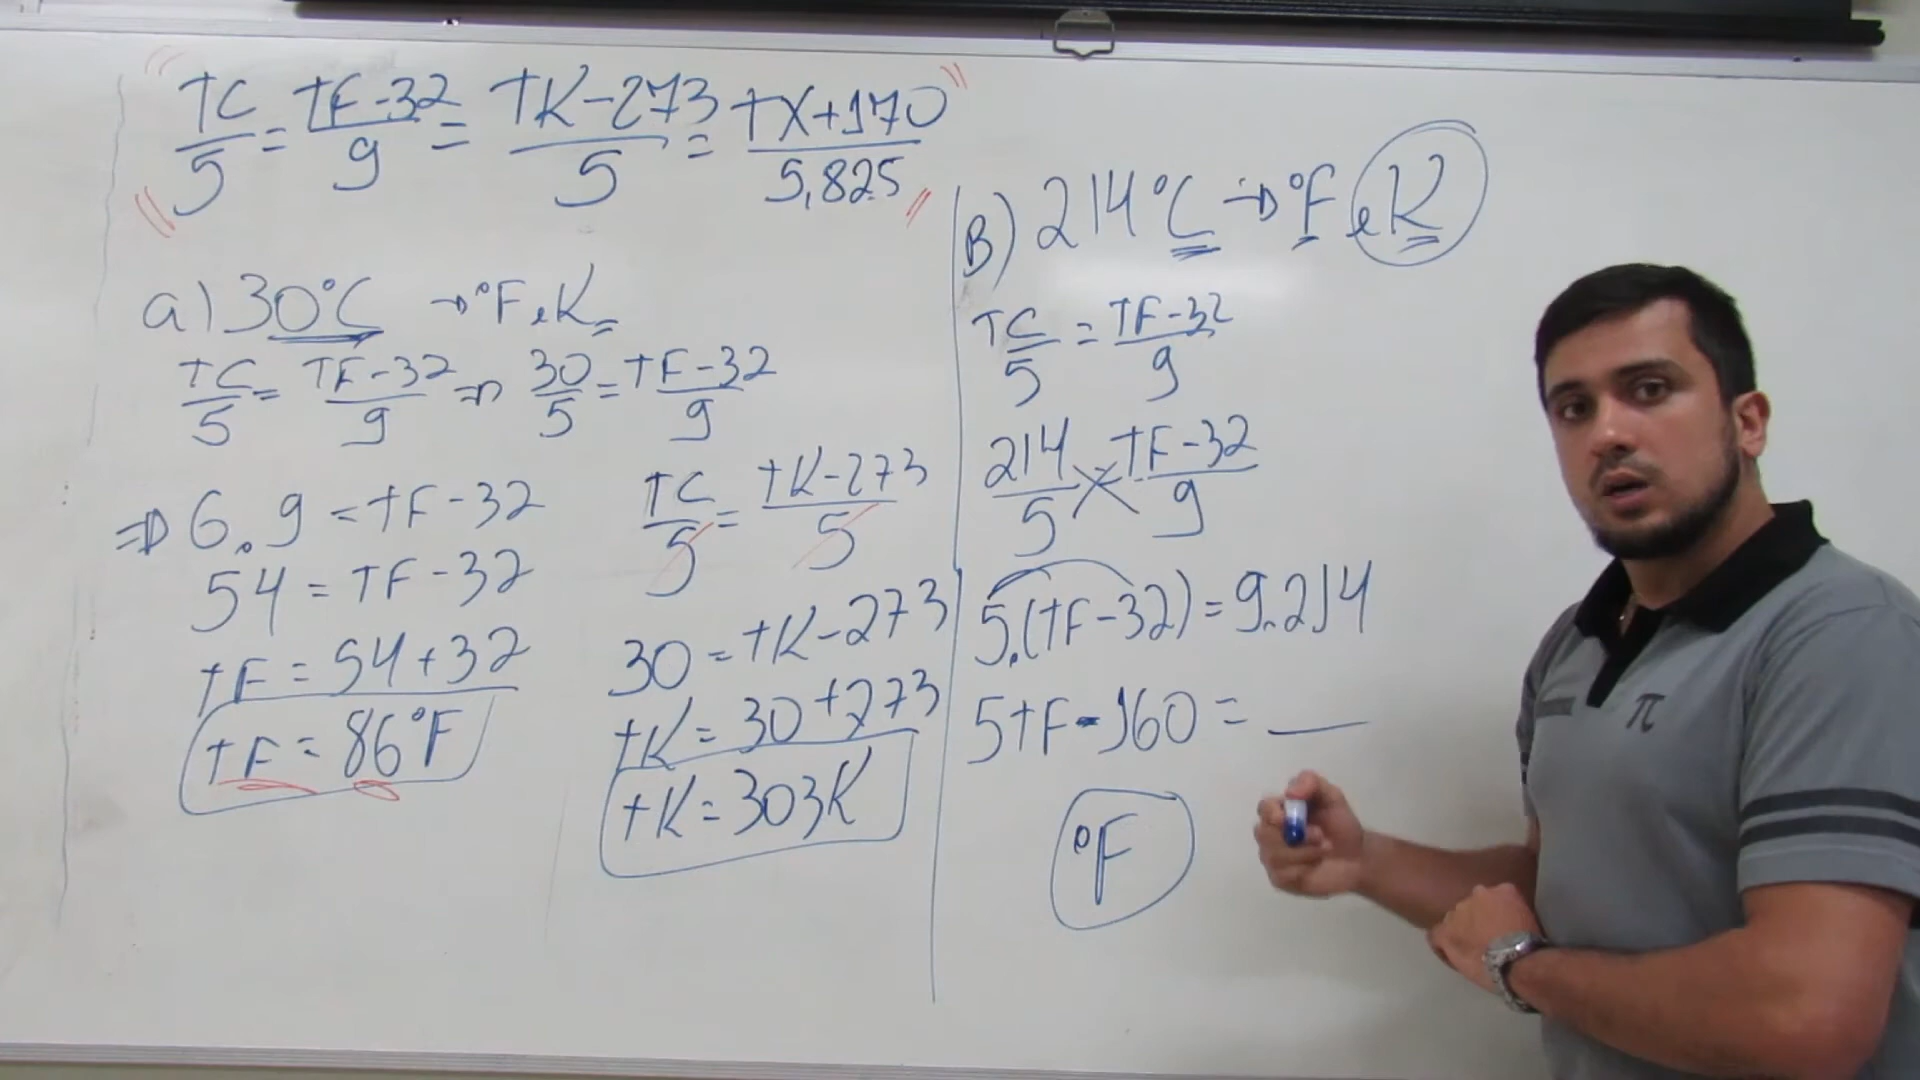 "TC/5 = TF-32/9 = TK-273/5 = TX+170/5,825"
a) 30°C → °F e K
TC/5 = TF-32/9 ⇒ 30/5 = TF-32/9
⇒ 6.9 = TF-32
54 = TF-32
TF = 54+32
TF = 86°F
TC/5 = TK-273/5
30 = TK-273
TK = 30+273
TK = 303K
B) 214°C → °F e K
TC/5 = TF-32/9
214/5 = TF-32/9
5.(TF-32) = 9.214
5TF-160 = __
°F
π